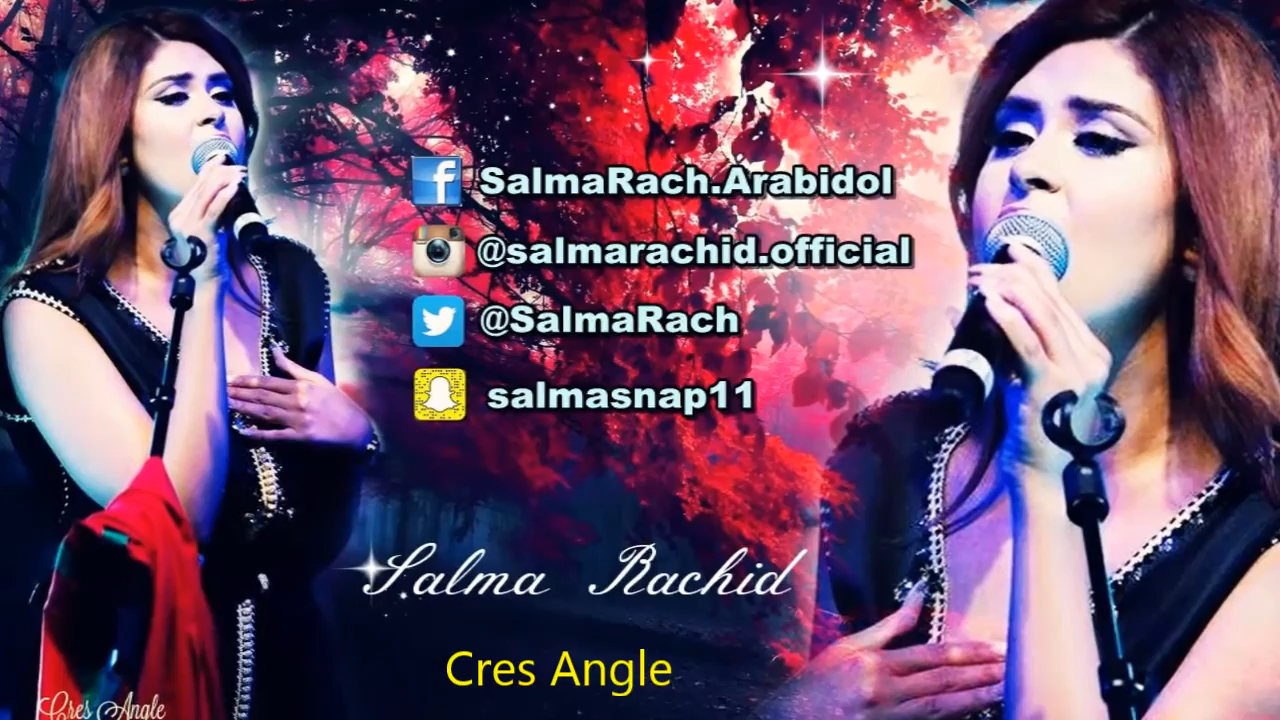 SalmaRach.Arabidol
@salmarachid.official
@SalmaRach
salmasnap11
Salma Rachid
Cres Angle
Cres Angle